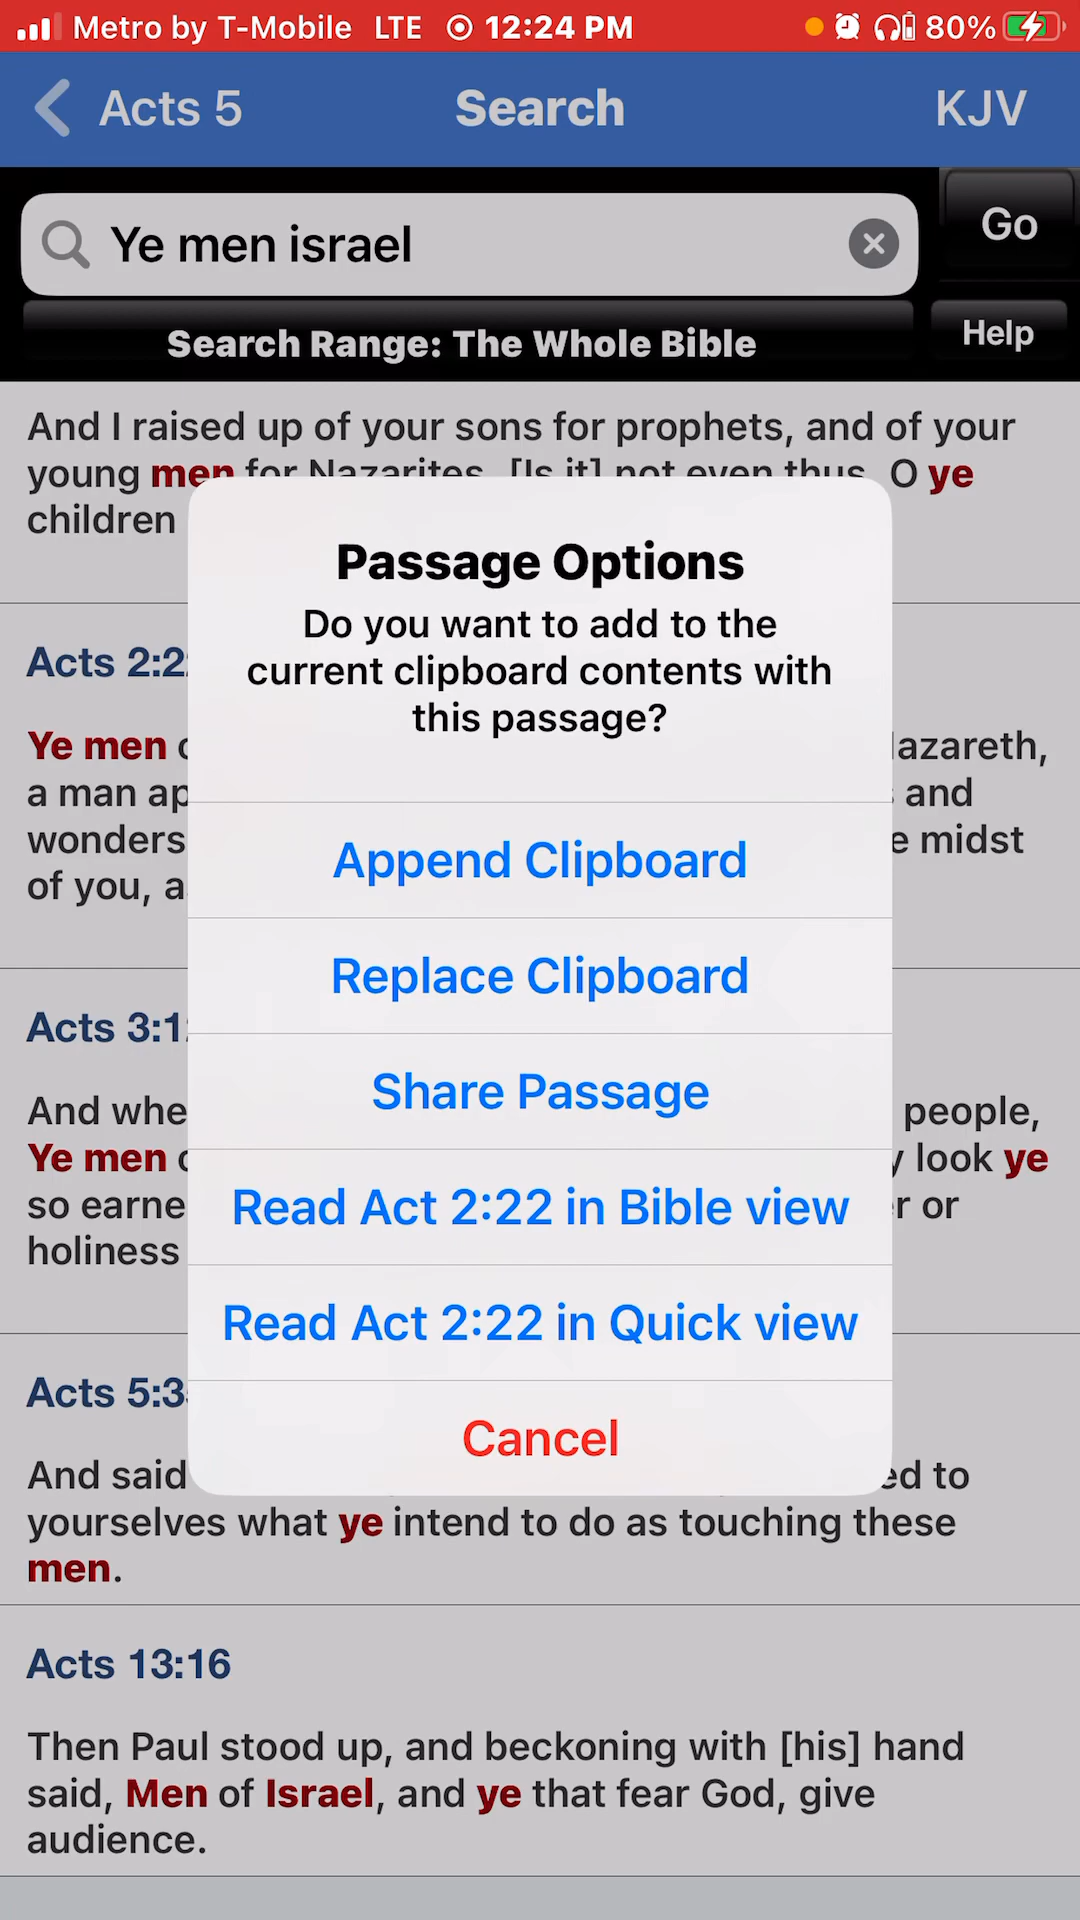 Metro by T-Mobile LTE 12:24 PM 80%
Acts 5 Search KJV
Ye men israel
Go
Search Range: The Whole Bible
Help
And I raised up of your sons for prophets, and of your
young men for Nazarites. [Is it] not even thus, O ye
children
Passage Options
Do you want to add to the
current clipboard contents with
this passage?
Append Clipboard
Replace Clipboard
Share Passage
Read Act 2:22 in Bible view
Read Act 2:22 in Quick view
Cancel
Acts 2:2
Ye men
a man and
wonders midst
of you,
Acts 3:1
And people,
Ye men look ye
so or
holiness
Acts 5:3
And said to
yourselves what ye intend to do as touching these
men.
Acts 13:16
Then Paul stood up, and beckoning with [his] hand
said, Men of Israel, and ye that fear God, give
audience.